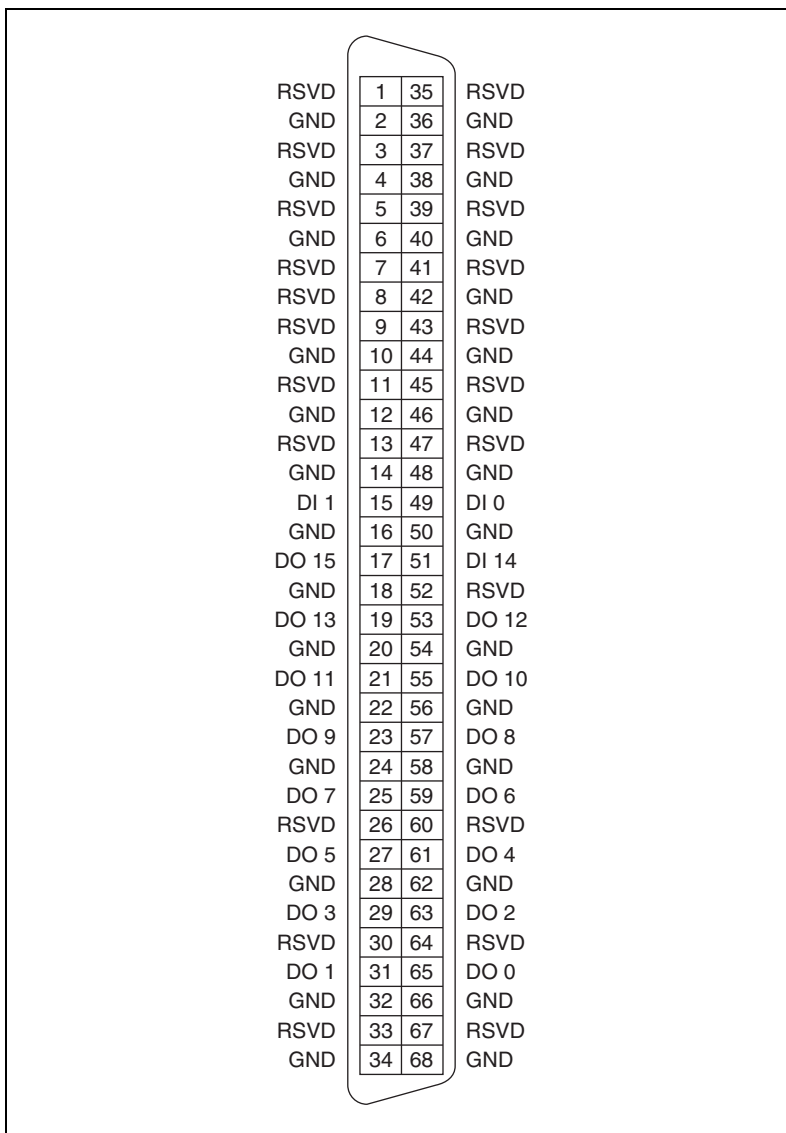 RSVD 1 35 RSVD
GND 2 36 GND
RSVD 3 37 RSVD
GND 4 38 GND
RSVD 5 39 RSVD
GND 6 40 GND
RSVD 7 41 RSVD
RSVD 8 42 GND
RSVD 9 43 RSVD
GND 10 44 GND
RSVD 11 45 RSVD
GND 12 46 GND
RSVD 13 47 RSVD
GND 14 48 GND
DI 1 15 49 DI 0
GND 16 50 GND
DO 15 17 51 DI 14
GND 18 52 RSVD
DO 13 19 53 DO 12
GND 20 54 GND
DO 11 21 55 DO 10
GND 22 56 GND
DO 9 23 57 DO 8
GND 24 58 GND
DO 7 25 59 DO 6
RSVD 26 60 RSVD
DO 5 27 61 DO 4
GND 28 62 GND
DO 3 29 63 DO 2
RSVD 30 64 RSVD
DO 1 31 65 DO 0
GND 32 66 GND
RSVD 33 67 RSVD
GND 34 68 GND